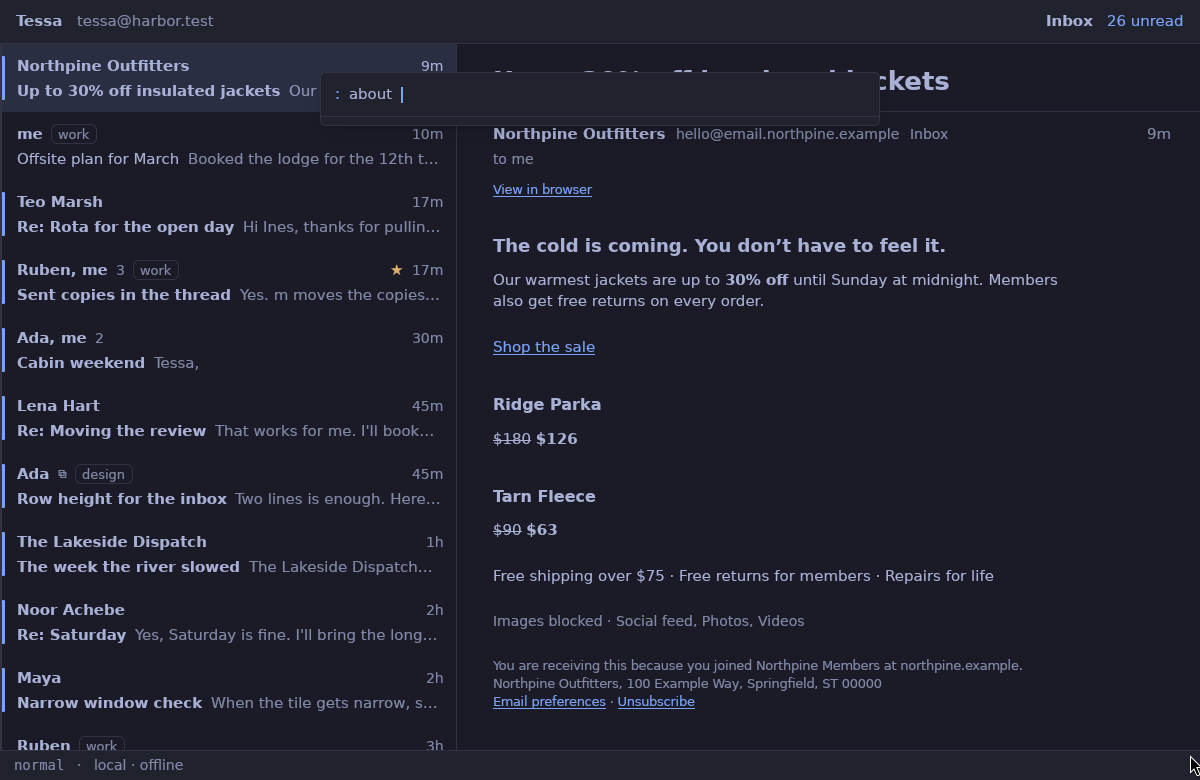 Tessa tessa@harbor.test
Inbox 26 unread
Northpine Outfitters 9m
Up to 30% off insulated jackets Our
me work 10m
Offsite plan for March Booked the lodge for the 12th t…
Teo Marsh 17m
Re: Rota for the open day Hi Ines, thanks for pullin…
Ruben, me 3 work ★ 17m
Sent copies in the thread Yes. m moves the copies…
Ada, me 2 30m
Cabin weekend Tessa,
Lena Hart 45m
Re: Moving the review That works for me. I'll book…
Ada design 45m
Row height for the inbox Two lines is enough. Here…
The Lakeside Dispatch 1h
The week the river slowed The Lakeside Dispatch…
Noor Achebe 2h
Re: Saturday Yes, Saturday is fine. I'll bring the long…
Maya 2h
Narrow window check When the tile gets narrow, s…
Ruben work 3h
: about
Northpine Outfitters hello@email.northpine.example Inbox 9m
to me
View in browser
The cold is coming. You don’t have to feel it.
Our warmest jackets are up to 30% off until Sunday at midnight. Members
also get free returns on every order.
Shop the sale
Ridge Parka
$180 $126
Tarn Fleece
$90 $63
Free shipping over $75 · Free returns for members · Repairs for life
Images blocked · Social feed, Photos, Videos
You are receiving this because you joined Northpine Members at northpine.example.
Northpine Outfitters, 100 Example Way, Springfield, ST 00000
Email preferences · Unsubscribe
normal · local · offline